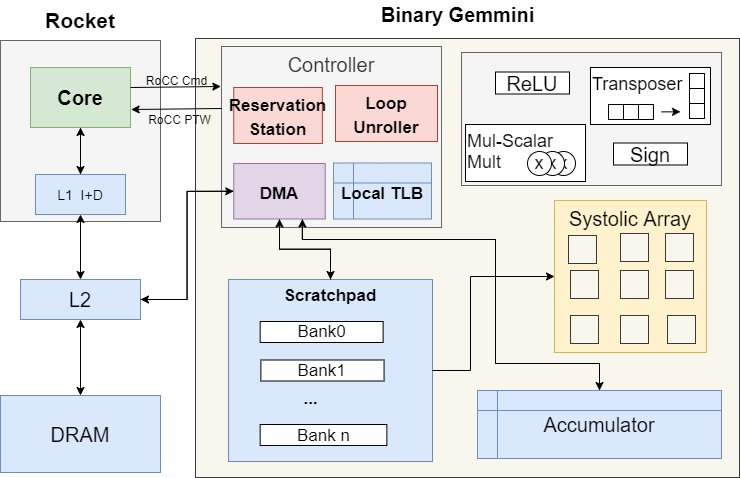 Rocket
Binary Gemmini
Core
RoCC Cmd
RoCC PTW
L1 I+D
L2
DRAM
Controller
Reservation
Station
Loop
Unroller
DMA
Local TLB
ReLU
Transposer
Mul-Scalar
Mult
x
x
x
Sign
Systolic Array
Scratchpad
Bank0
Bank1
...
Bank n
Accumulator